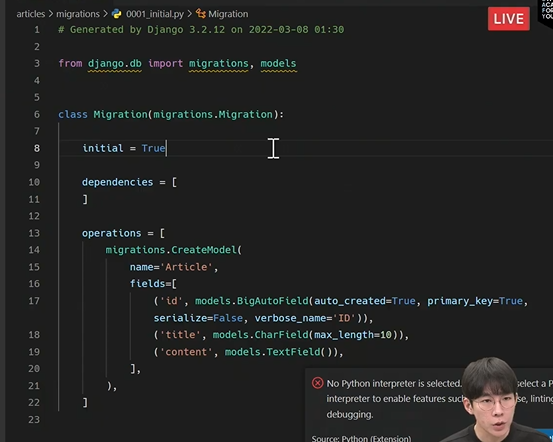 articles > migrations > 0001_initial.py > Migration
LIVE
ACA
FOR
YOU
1 # Generated by Django 3.2.12 on 2022-03-08 01:30
2
3 from django.db import migrations, models
4
5
6 class Migration(migrations.Migration):
7
8 initial = True
9
10 dependencies = [
11 ]
12
13 operations = [
14 migrations.CreateModel(
15 name='Article',
16 fields=[
17 ('id', models.BigAutoField(auto_created=True, primary_key=True,
serialize=False, verbose_name='ID')),
18 ('title', models.CharField(max_length=10)),
19 ('content', models.TextField()),
20 ],
21 ),
22 ]
23
No Python interpreter is selected. select a P
interpreter to enable features suc se, linting
debugging.
Source: Python (Extension)